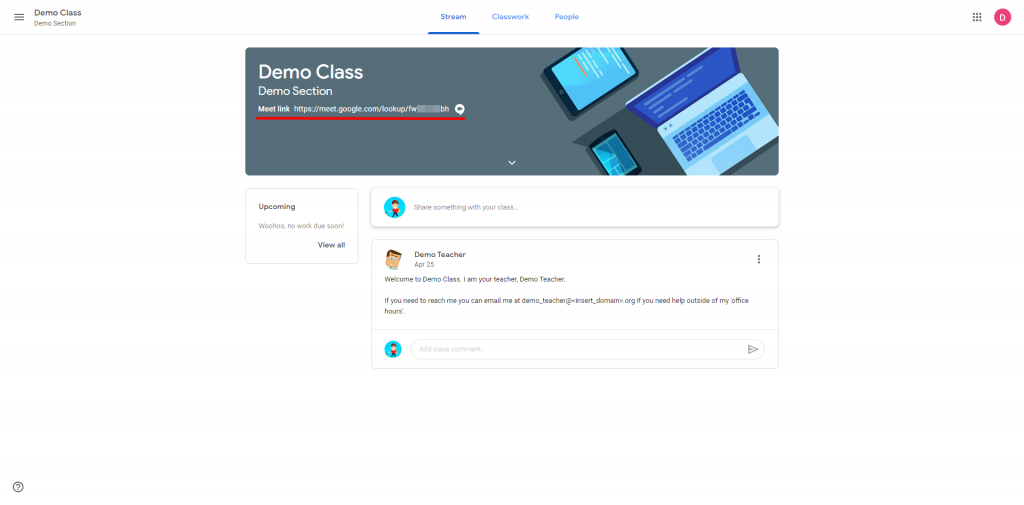 Demo Class
Demo Section
Stream Classwork People
D
Demo Class
Demo Section
Meet link https://meet.google.com/lookup/fw bh
Upcoming
Woohoo, no work due soon!
View all
Share something with your class...
Demo Teacher
Apr 25
Welcome to Demo Class. I am your teacher, Demo Teacher.
If you need to reach me you can email me at demo_teacher@<insert_domain>.org if you need help outside of my 'office
hours'.
Add class comment...